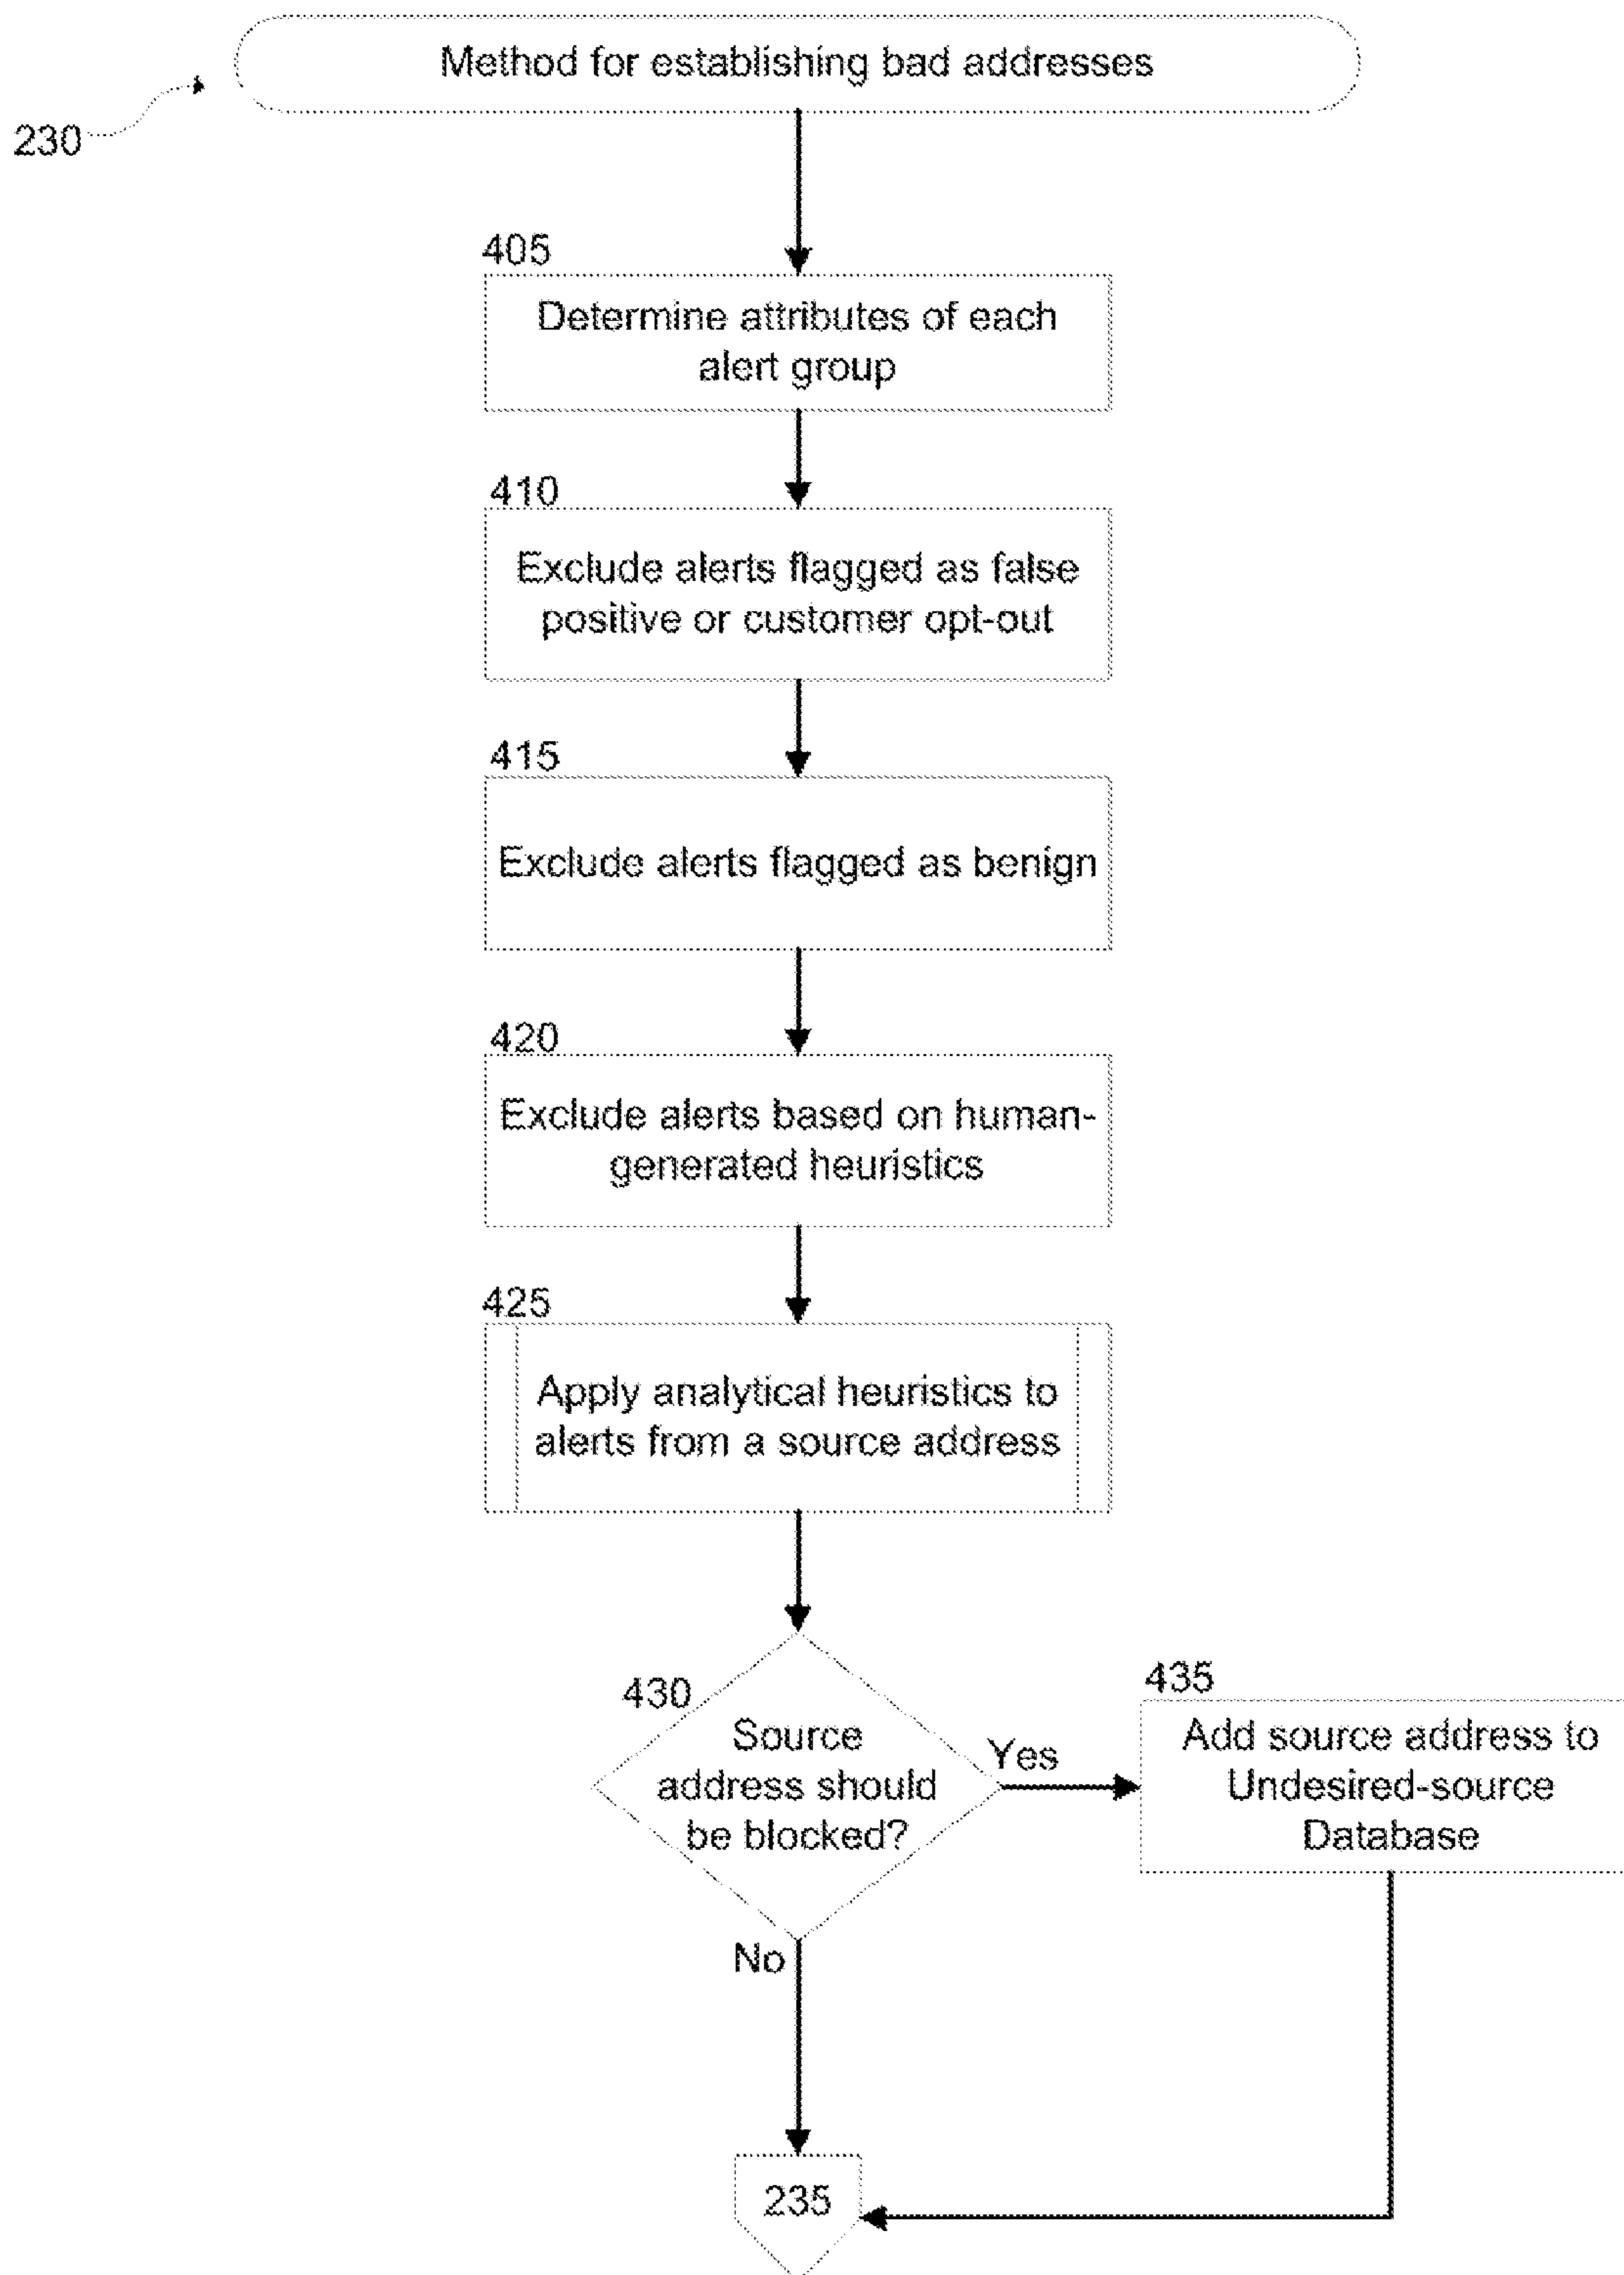 Method for establishing bad addresses
230
405
Determine attributes of each
alert group
410
Exclude alerts flagged as false
positive or customer opt-out
415
Exclude alerts flagged as benign
420
Exclude alerts based on human-
generated heuristics
425
Apply analytical heuristics to
alerts from a source address
430
Source
address should
be blocked?
Yes
435
Add source address to
Undesired-source
Database
No
235